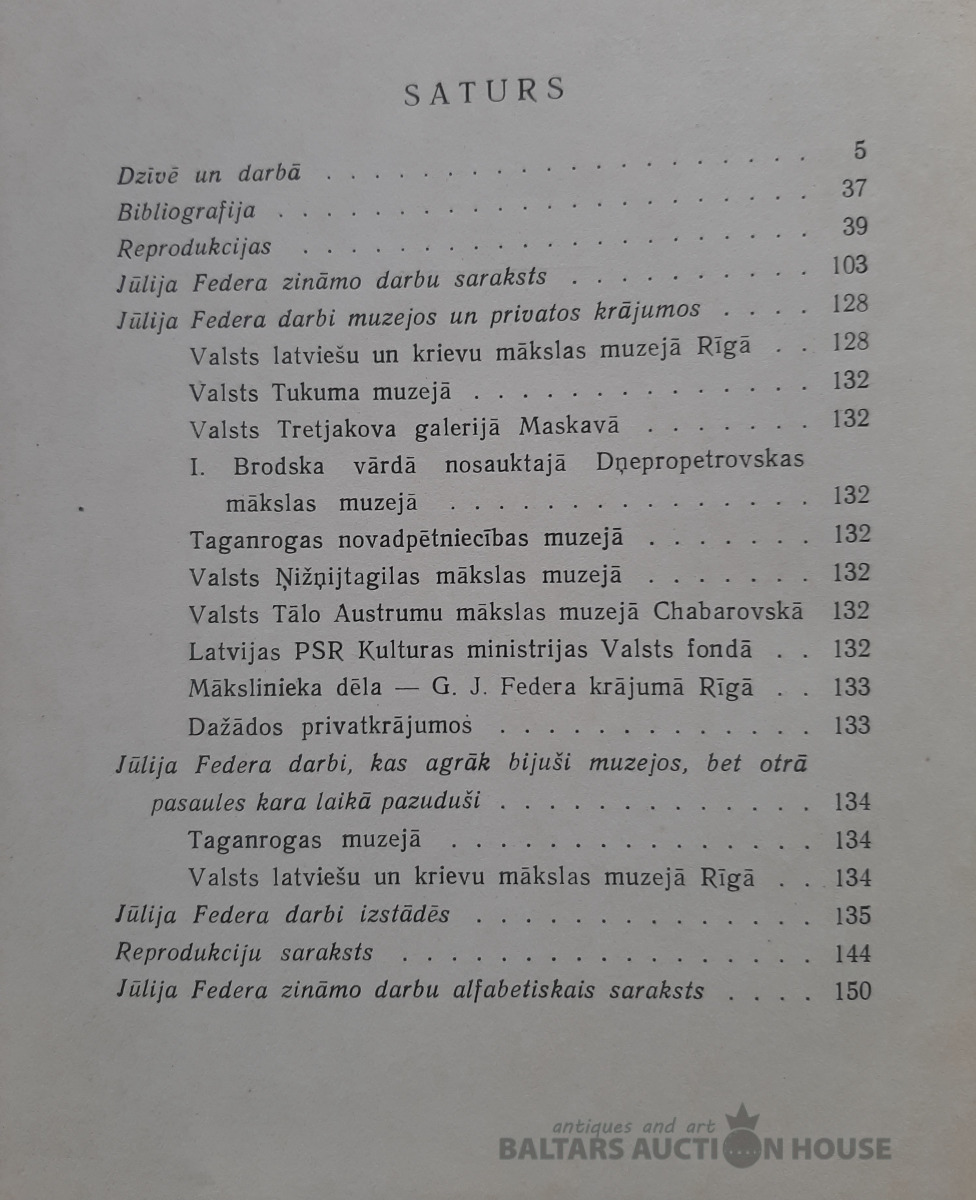 SATURS
Dzīvē un darbā . . . . . . . . . . . . . . . . . . . 5
Bibliografija . . . . . . . . . . . . . . . . . . . . 37
Reprodukcijas . . . . . . . . . . . . . . . . . . . 39
Jūlija Federa zināmo darbu saraksts . . . . . . . . . 103
Jūlija Federa darbi muzejos un privatos krājumos . . . . 128
Valsts latviešu un krievu mākslas muzejā Rīgā . . 128
Valsts Tukuma muzejā . . . . . . . . . . . . . 132
Valsts Tretjakova galerijā Maskavā . . . . . . . 132
I. Brodska vārdā nosauktajā Dņepropetrovskas
mākslas muzejā . . . . . . . . . . . . . . 132
Taganrogas novadpētniecības muzejā . . . . . . . 132
Valsts Ņižņijtagilas mākslas muzejā . . . . . . . 132
Valsts Tālo Austrumu mākslas muzejā Chabarovskā 132
Latvijas PSR Kulturas ministrijas Valsts fondā . . 132
Mākslinieka dēla — G. J. Federa krājumā Rīgā . . 133
Dažādos privatkrājumos . . . . . . . . . . . . 133
Jūlija Federa darbi, kas agrāk bijuši muzejos, bet otrā
pasaules kara laikā pazuduši . . . . . . . . . . . . 134
Taganrogas muzejā . . . . . . . . . . . . . . 134
Valsts latviešu un krievu mākslas muzejā Rīgā . . 134
Jūlija Federa darbi izstādēs . . . . . . . . . . . . . 135
Reprodukciju saraksts . . . . . . . . . . . . . . . . 144
Jūlija Federa zināmo darbu alfabetiskais saraksts . . . . 150
antiques and art
BALTARS AUCTION HOUSE